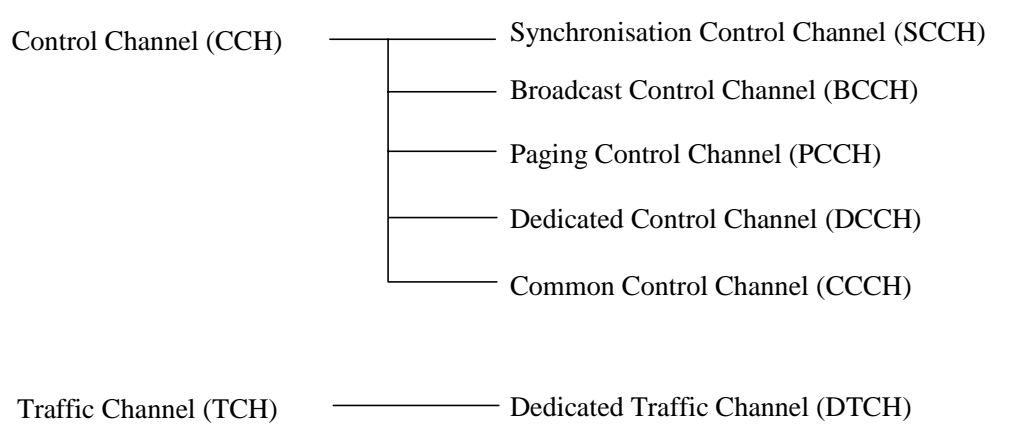 Control Channel (CCH)
Synchronisation Control Channel (SCCH)
Broadcast Control Channel (BCCH)
Paging Control Channel (PCCH)
Dedicated Control Channel (DCCH)
Common Control Channel (CCCH)
Traffic Channel (TCH)
Dedicated Traffic Channel (DTCH)